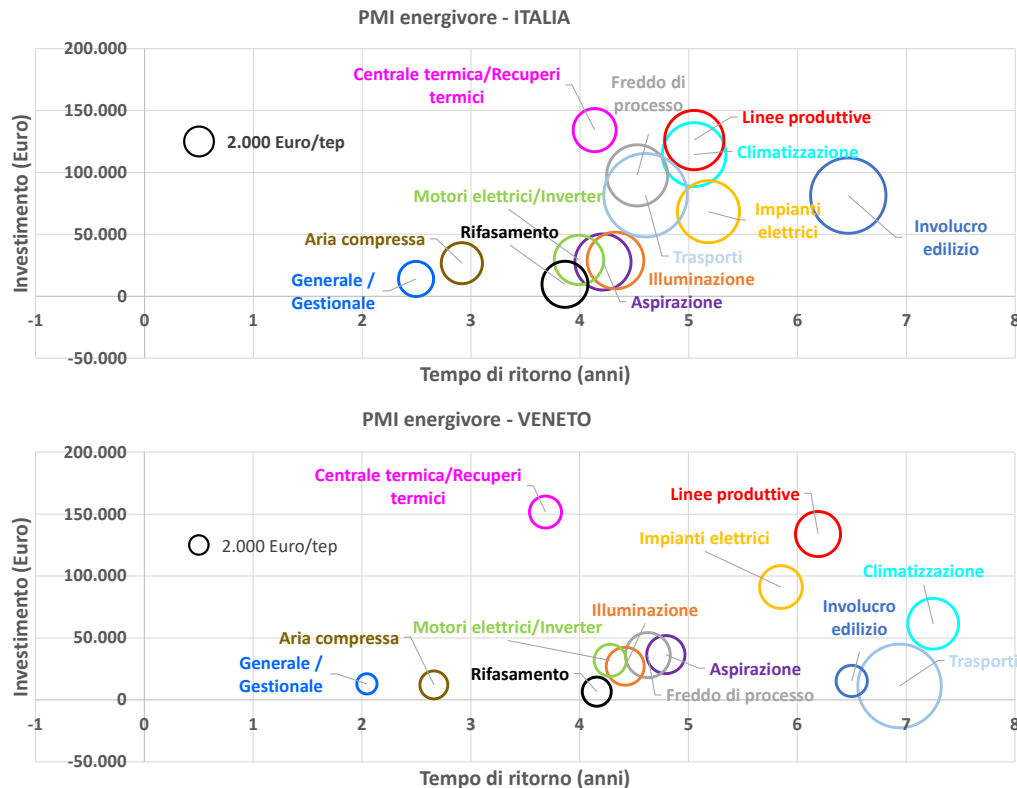 PMI energivore - ITALIA
200.000
150.000
100.000
50.000
0
-50.000
-1
0
1
2
3
4
5
6
7
8
Investimento (Euro)
Tempo di ritorno (anni)
2.000 Euro/tep
Centrale termica/Recuperi
termici
Freddo di
processo
Linee produttive
Climatizzazione
Motori elettrici/Inverter
Rifasamento
Aria compressa
Generale /
Gestionale
Impianti
elettrici
Involucro
edilizio
Trasporti
Illuminazione
Aspirazione
PMI energivore - VENETO
200.000
150.000
100.000
50.000
0
-50.000
-1
0
1
2
3
4
5
6
7
8
Investimento (Euro)
Tempo di ritorno (anni)
2.000 Euro/tep
Centrale termica/Recuperi
termici
Linee produttive
Impianti elettrici
Climatizzazione
Illuminazione
Involucro
edilizio
Motori elettrici/Inverter
Aria compressa
Generale /
Gestionale
Rifasamento
Aspirazione
Trasporti
Freddo di processo